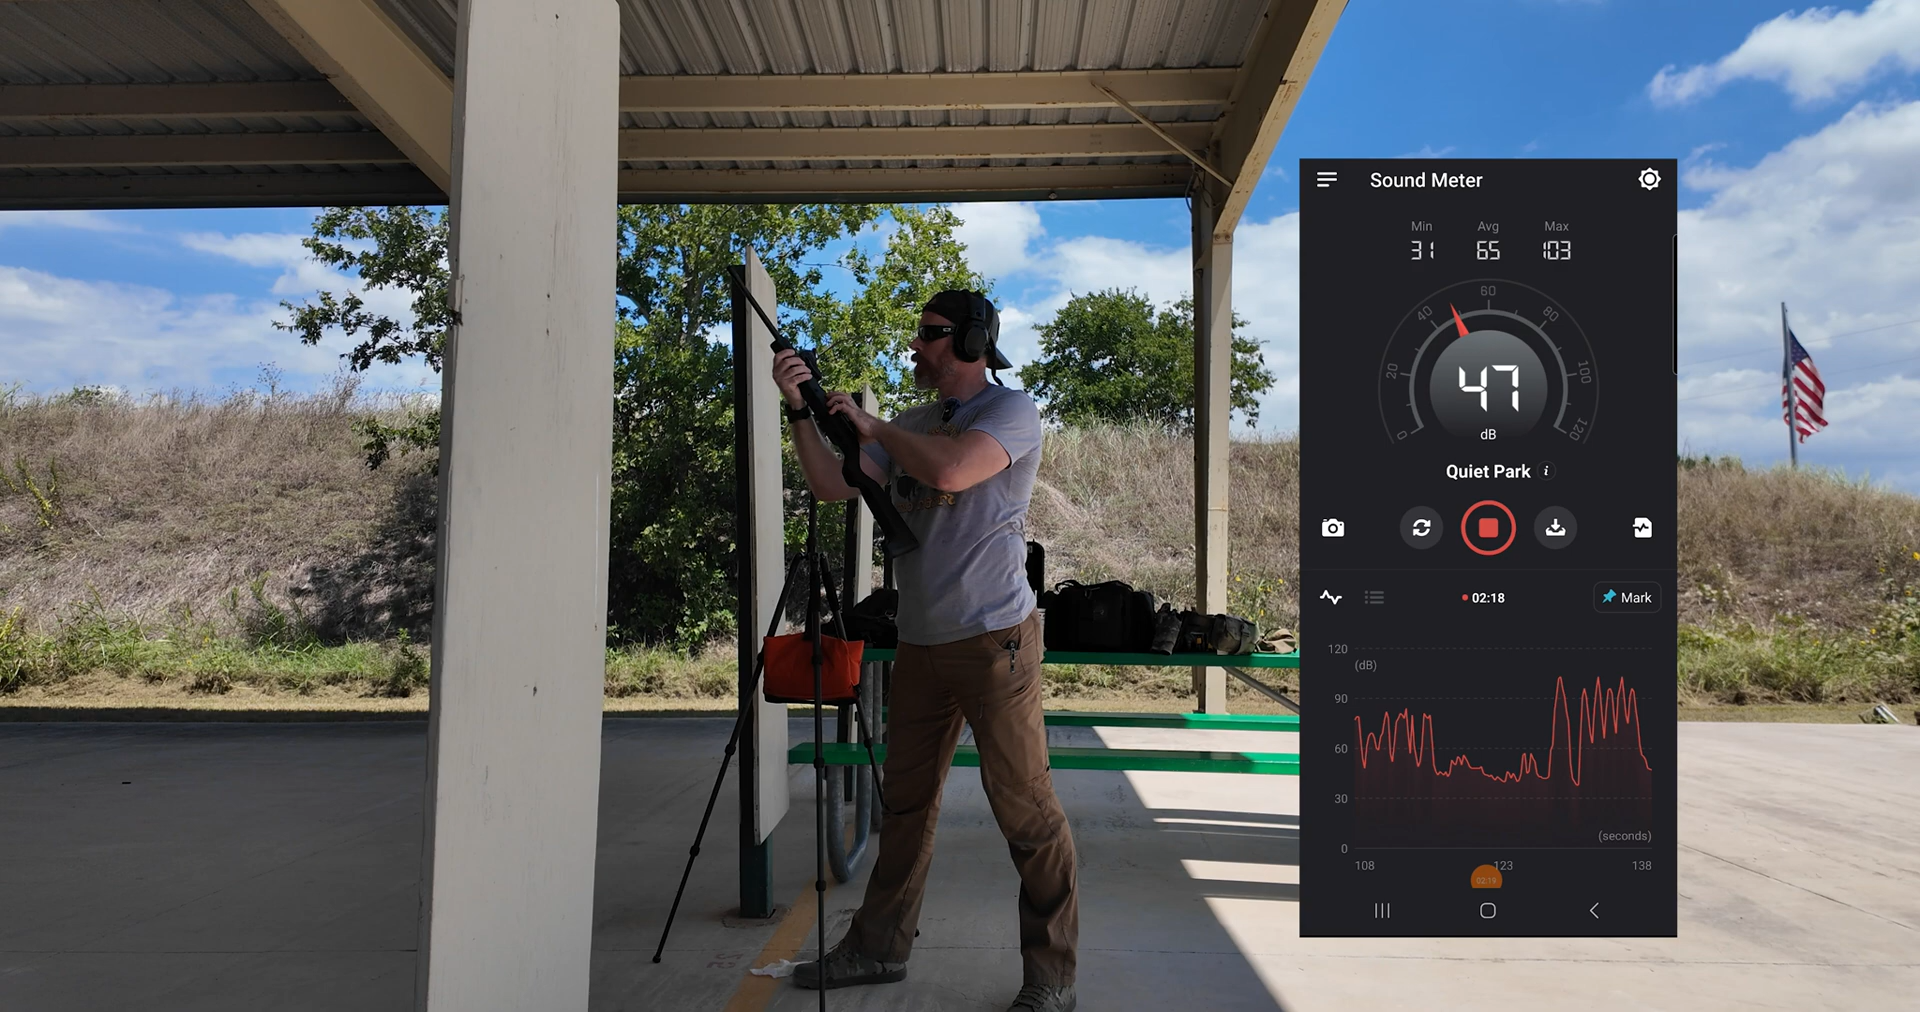 Sound Meter
Min Avg Max
31 65 103
0 20 40 60 80 100 120
47
dB
Quiet Park i
02:18 Mark
120
(dB)
90
60
30
(seconds)
0
108 123 138
02:19